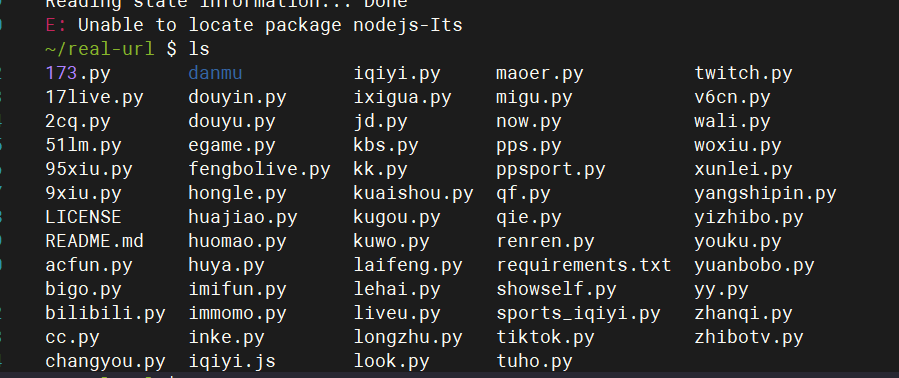 Reading state information... Done
E: Unable to locate package nodejs-Its
~/real-url $ ls
173.py danmu iqiyi.py maoer.py twitch.py
17live.py douyin.py ixigua.py migu.py v6cn.py
2cq.py douyu.py jd.py now.py wali.py
51lm.py egame.py kbs.py pps.py woxiu.py
95xiu.py fengbolive.py kk.py ppsport.py xunlei.py
9xiu.py hongle.py kuaishou.py qf.py yangshipin.py
LICENSE huajiao.py kugou.py qie.py yizhibo.py
README.md huomao.py kuwo.py renren.py youku.py
acfun.py huya.py laifeng.py requirements.txt yuanbobo.py
bigo.py imifun.py lehai.py showself.py yy.py
bilibili.py immomo.py liveu.py sports_iqiyi.py zhanqi.py
cc.py inke.py longzhu.py tiktok.py zhibotv.py
changyou.py iqiyi.js look.py tuho.py